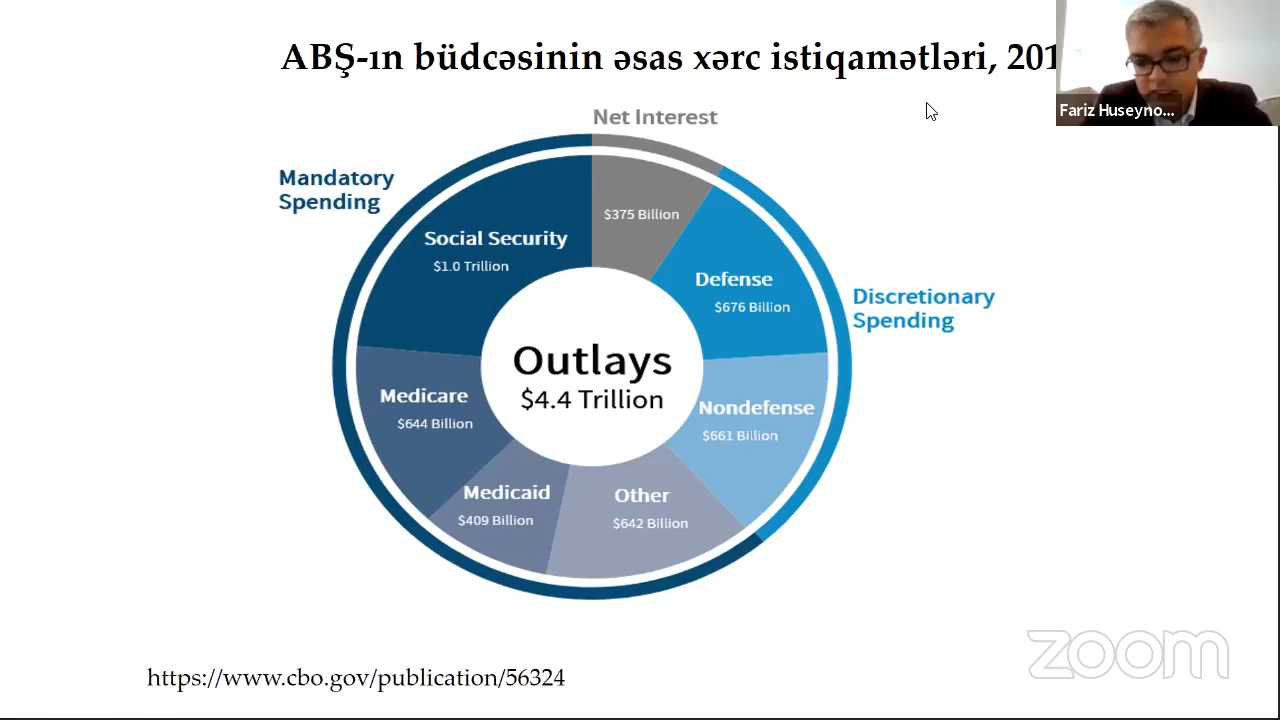 ABŞ-ın büdcəsinin əsas xərc istiqamətləri, 201
Fariz Huseyno...
Net Interest
$375 Billion
Mandatory
Spending
Social Security
$1.0 Trillion
Defense
$676 Billion
Discretionary
Spending
Outlays
$4.4 Trillion
Medicare
$644 Billion
Nondefense
$661 Billion
Medicaid
$409 Billion
Other
$642 Billion
zoom
https://www.cbo.gov/publication/56324